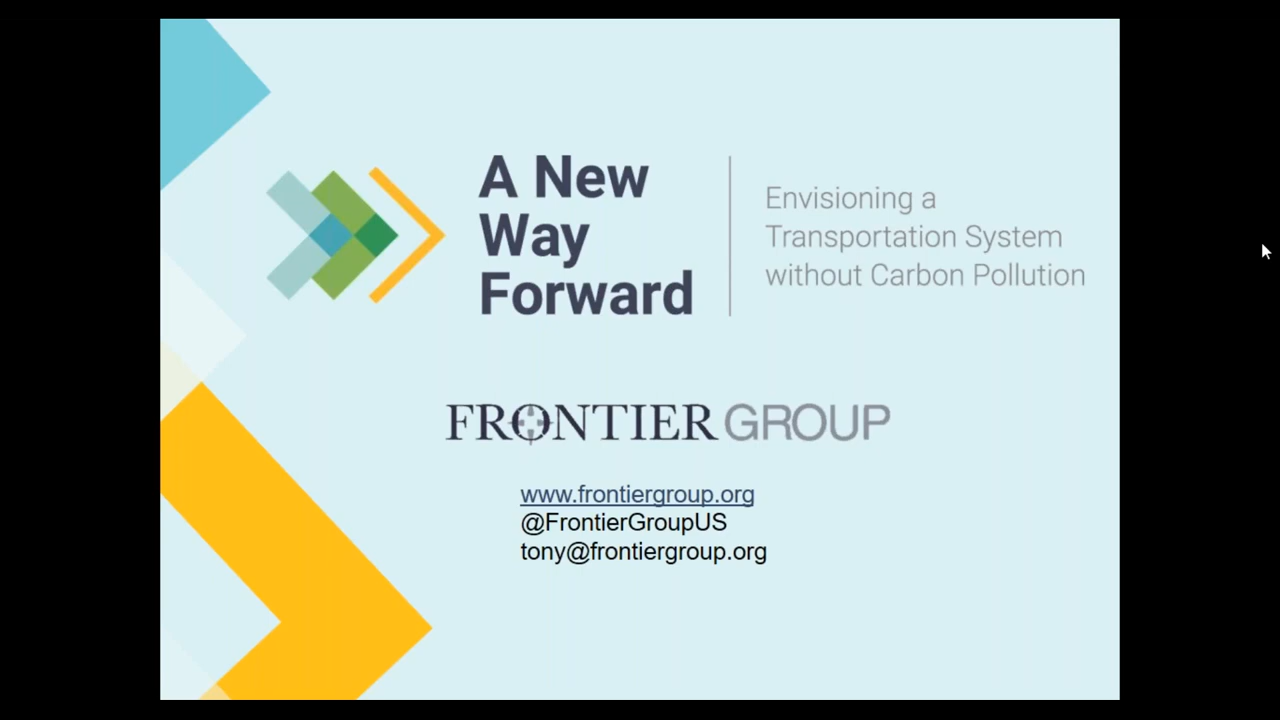 A New
Way
Forward
Envisioning a
Transportation System
without Carbon Pollution
FRONTIER GROUP
www.frontiergroup.org
@FrontierGroupUS
tony@frontiergroup.org